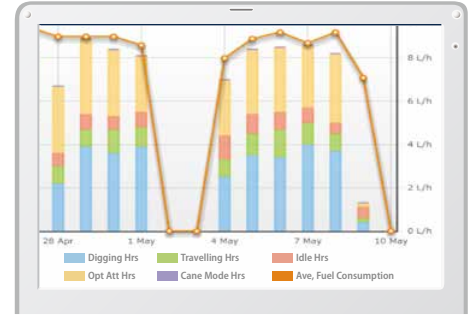 8 L/h
6 L/h
4 L/h
2 L/h
0 L/h
28 Apr 1 May 4 May 7 May 10 May
Digging Hrs Travelling Hrs Idle Hrs
Opt Att Hrs Cane Mode Hrs Ave, Fuel Consumption